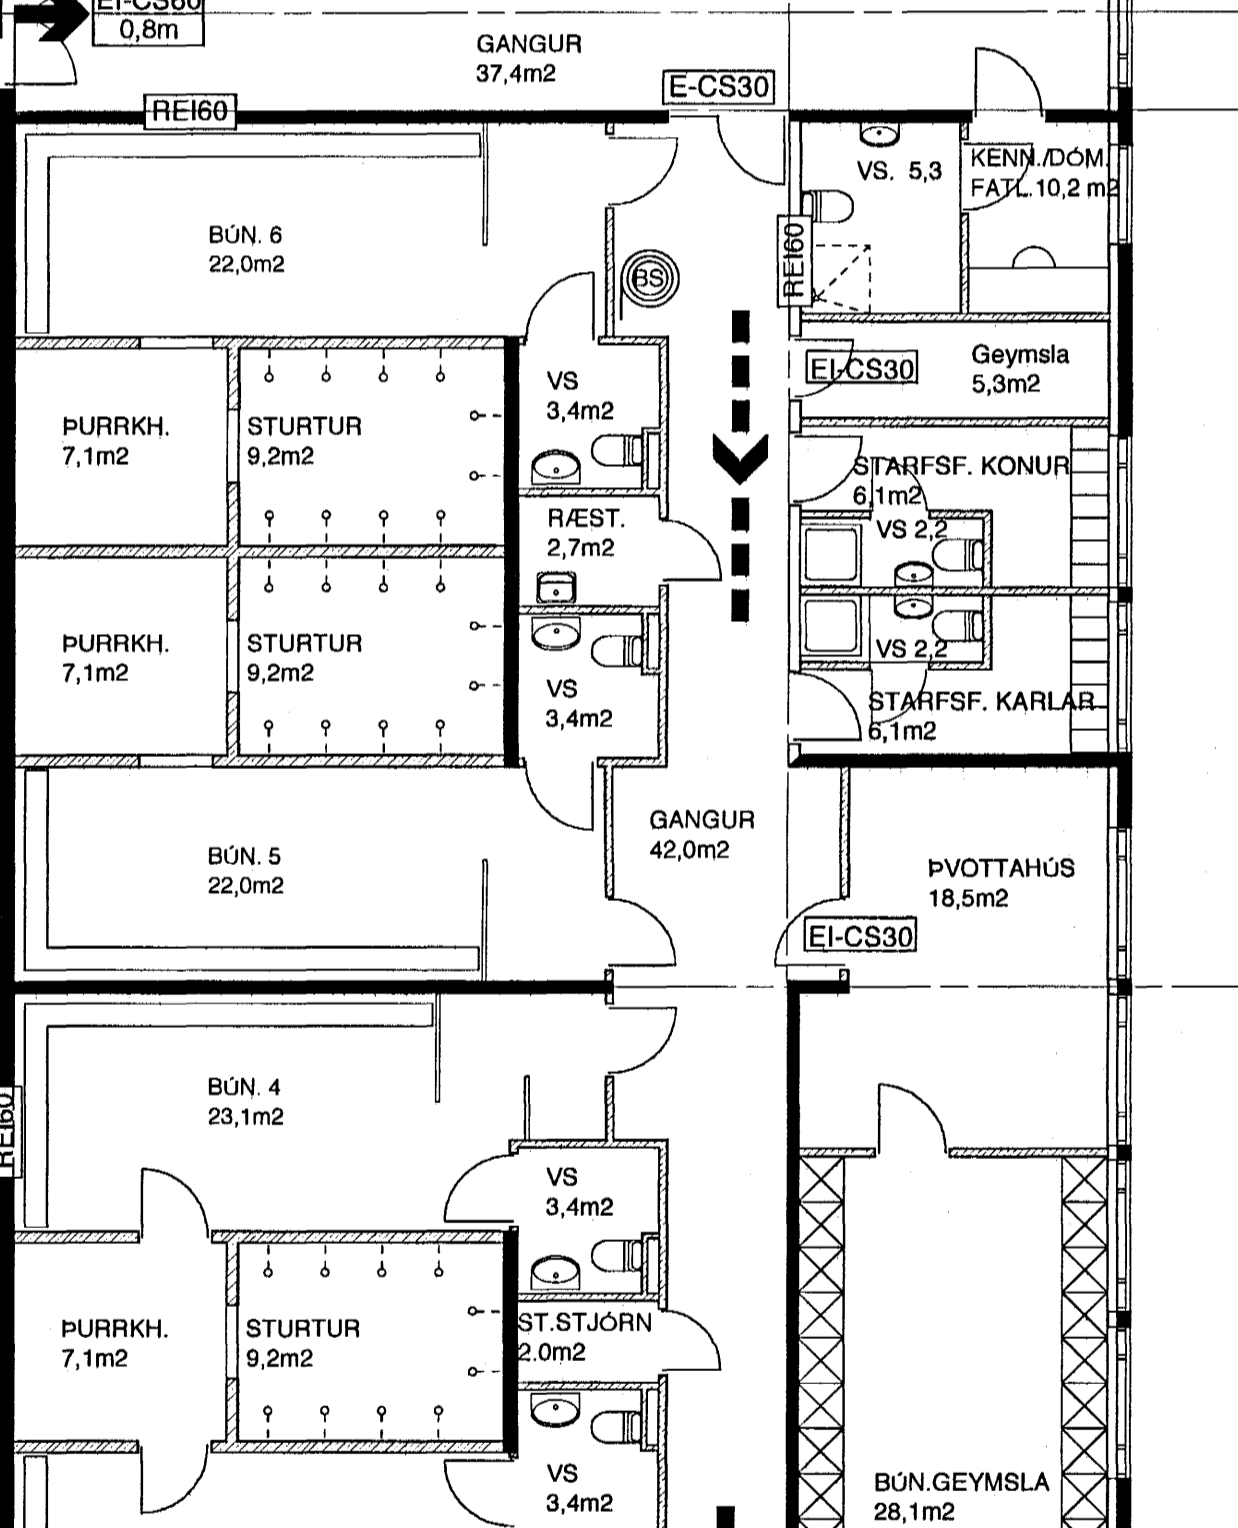 EI-CS60
0,8m
GANGUR
37,4m2
REI60
E-CS30
VS. 5,3
KENN./DÓM.
FATL.10,2 m2
BÚN. 6
22,0m2
BS
REI60
Geymsla
5,3m2
EI-CS30
VS
3,4m2
ÞURRKH.
7,1m2
STURTUR
9,2m2
STARFSF. KONUR
6,1m2
RÆST.
2,7m2
VS 2,2
ÞURRKH.
7,1m2
STURTUR
9,2m2
VS 2,2
VS
3,4m2
STARFSF. KARLAR
6,1m2
GANGUR
42,0m2
BÚN. 5
22,0m2
ÞVOTTAHÚS
18,5m2
EI-CS30
BÚN. 4
23,1m2
REI60
VS
3,4m2
ÞURRKH.
7,1m2
STURTUR
9,2m2
ST.STJÓRN
2.0m2
VS
3,4m2
BÚN.GEYMSLA
28,1m2